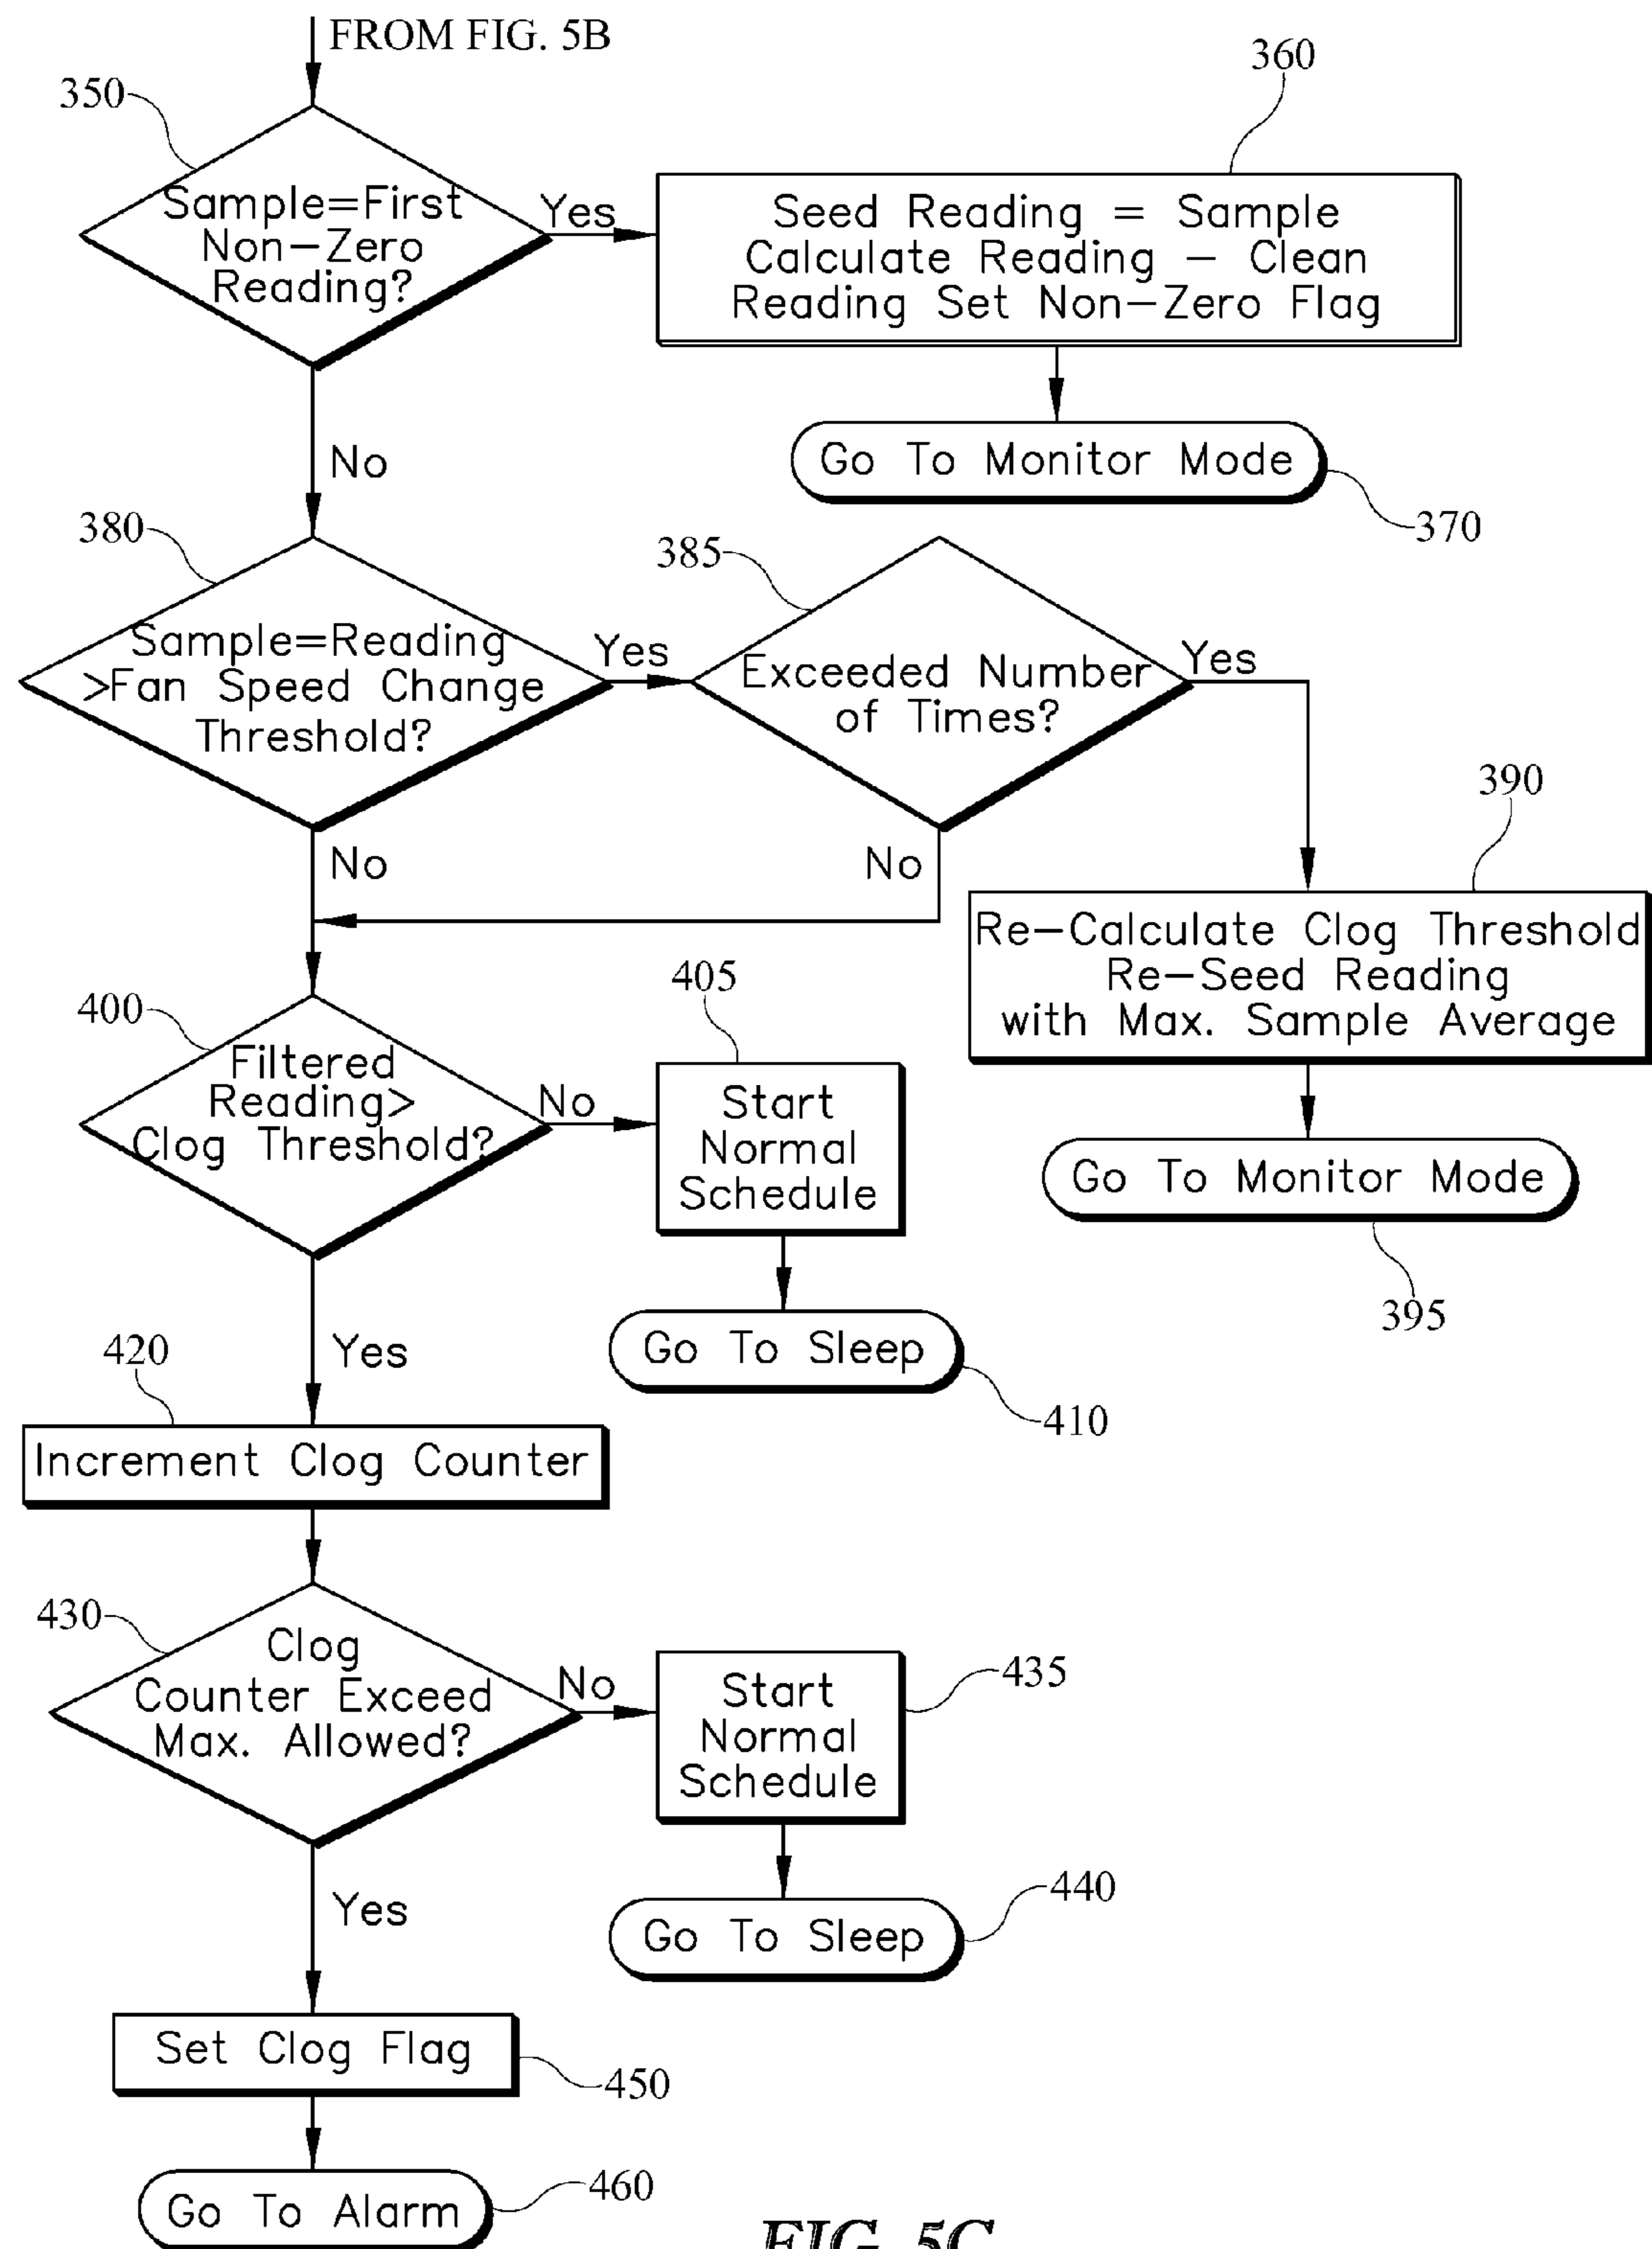 FROM FIG. 5B
350
360
Sample=First
Non-Zero
Reading?
Yes
Seed Reading = Sample
Calculate Reading - Clean
Reading Set Non-Zero Flag
No
Go To Monitor Mode
370
380
385
Sample=Reading
>Fan Speed Change
Threshold?
Yes
Exceeded Number
of Times?
Yes
390
No
No
Re-Calculate Clog Threshold
Re-Seed Reading
with Max. Sample Average
400
405
Filtered
Reading>
Clog Threshold?
No
Start
Normal
Schedule
Go To Monitor Mode
395
420
Yes
Go To Sleep
410
Increment Clog Counter
430
Clog
Counter Exceed
Max. Allowed?
No
Start
Normal
Schedule
435
Yes
Go To Sleep
440
Set Clog Flag
450
Go To Alarm
460
FIG. 5C